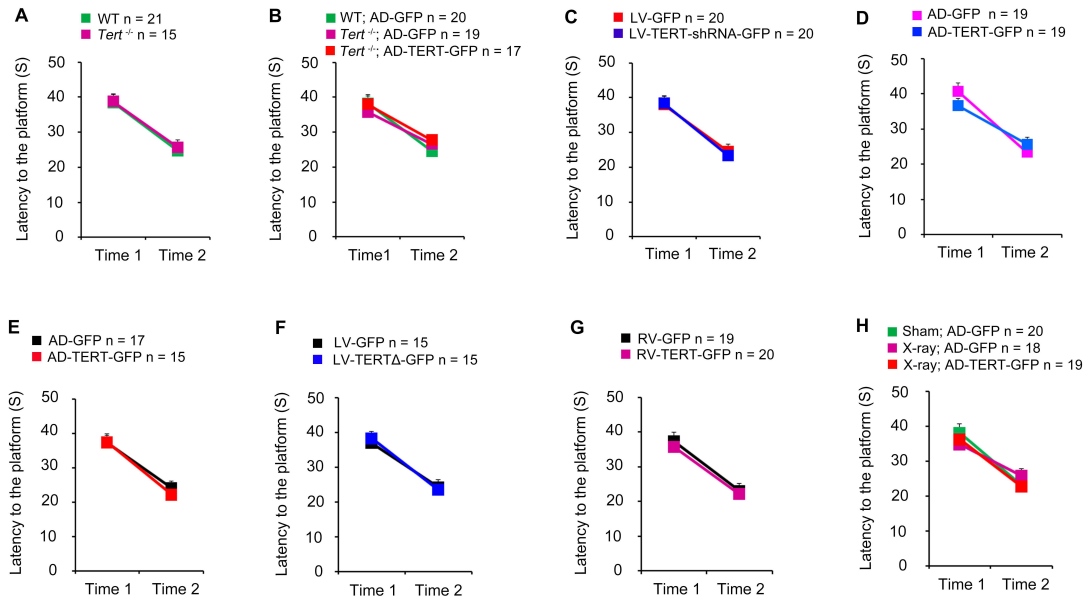 A
WT n = 21
Tert -/- n = 15
Latency to the platform (S)
50
40
30
20
10
0
Time 1 Time 2
B
WT; AD-GFP n = 20
Tert -/-; AD-GFP n = 19
Tert -/-; AD-TERT-GFP n = 17
Latency to the platform (S)
50
40
30
20
10
0
Time1 Time 2
C
LV-GFP n = 20
LV-TERT-shRNA-GFP n = 20
Latency to the platform (S)
50
40
30
20
10
0
Time 1 Time 2
D
AD-GFP n = 19
AD-TERT-GFP n = 19
Latency to the platform (S)
50
40
30
20
10
0
Time 1 Time 2
E
AD-GFP n = 17
AD-TERT-GFP n = 15
Latency to the platform (S)
50
40
30
20
10
0
Time 1 Time 2
F
LV-GFP n = 15
LV-TERTΔ-GFP n = 15
Latency to the platform (S)
50
40
30
20
10
0
Time 1 Time 2
G
RV-GFP n = 19
RV-TERT-GFP n = 20
Latency to the platform (S)
50
40
30
20
10
0
Time 1 Time 2
H
Sham; AD-GFP n = 20
X-ray; AD-GFP n = 18
X-ray; AD-TERT-GFP n = 19
Latency to the platform (S)
50
40
30
20
10
0
Time 1 Time 2